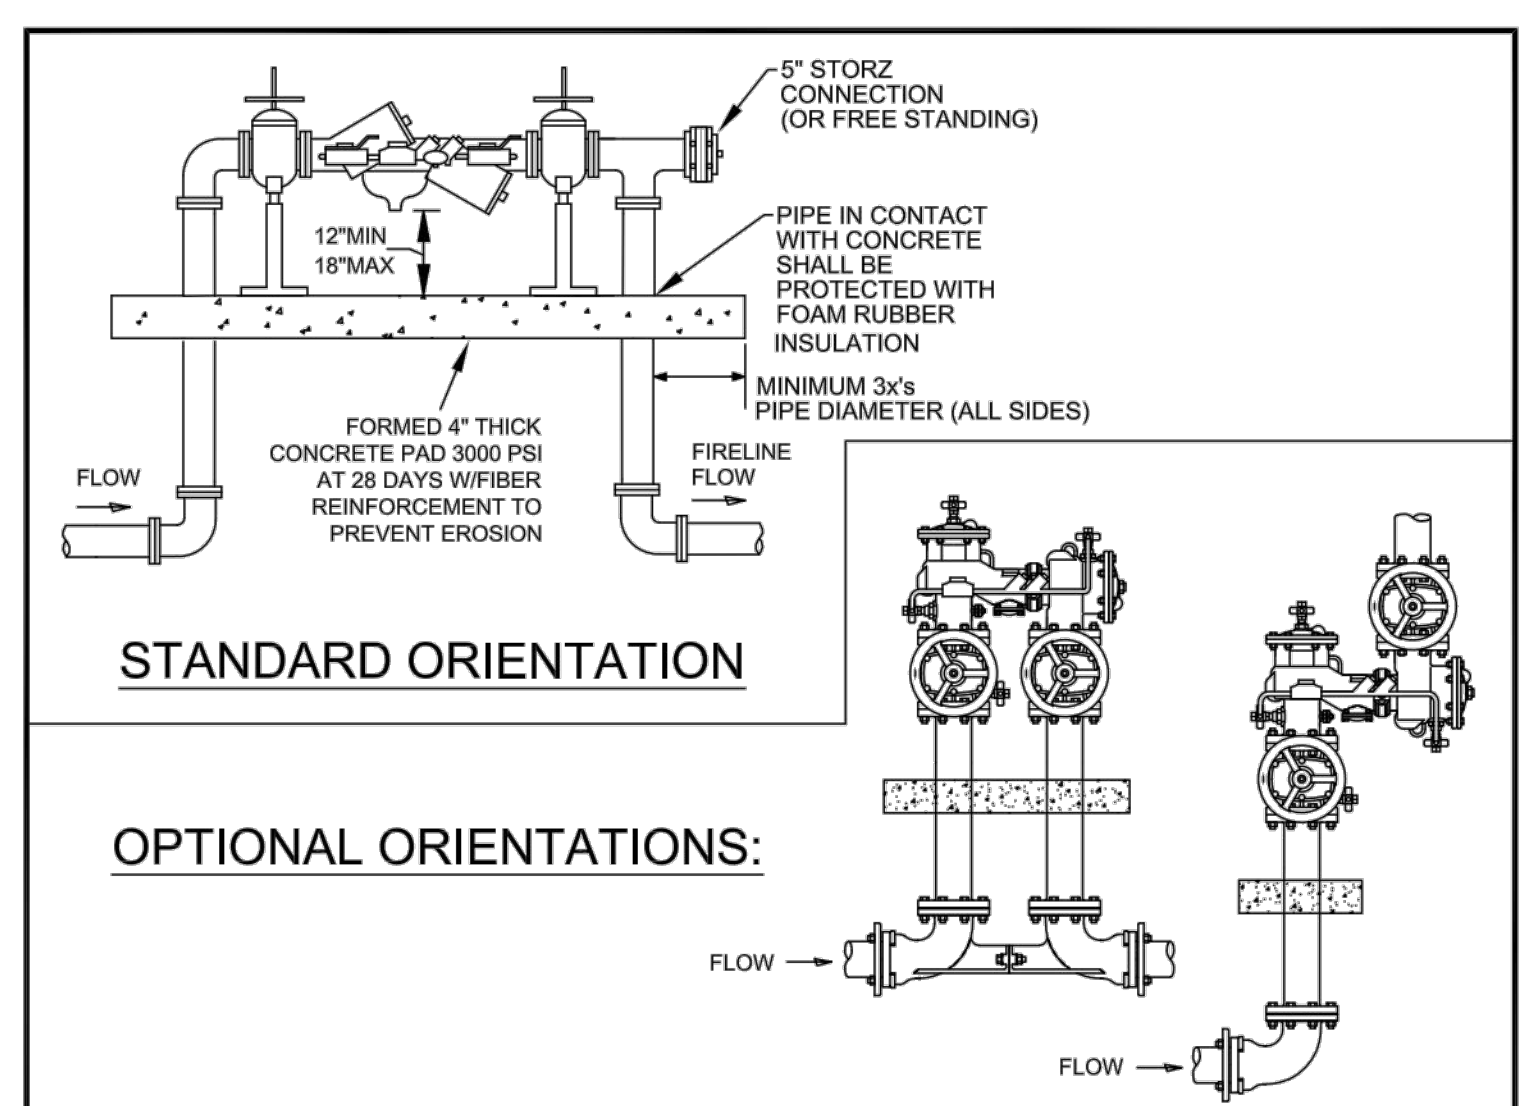 5" STORZ
CONNECTION
(OR FREE STANDING)
PIPE IN CONTACT
WITH CONCRETE
SHALL BE
PROTECTED WITH
FOAM RUBBER
INSULATION
12"MIN
18"MAX
MINIMUM 3x's
PIPE DIAMETER (ALL SIDES)
FORMED 4" THICK
CONCRETE PAD 3000 PSI
AT 28 DAYS W/FIBER
REINFORCEMENT TO
PREVENT EROSION
FLOW
FIRELINE
FLOW
STANDARD ORIENTATION
OPTIONAL ORIENTATIONS:
FLOW
FLOW